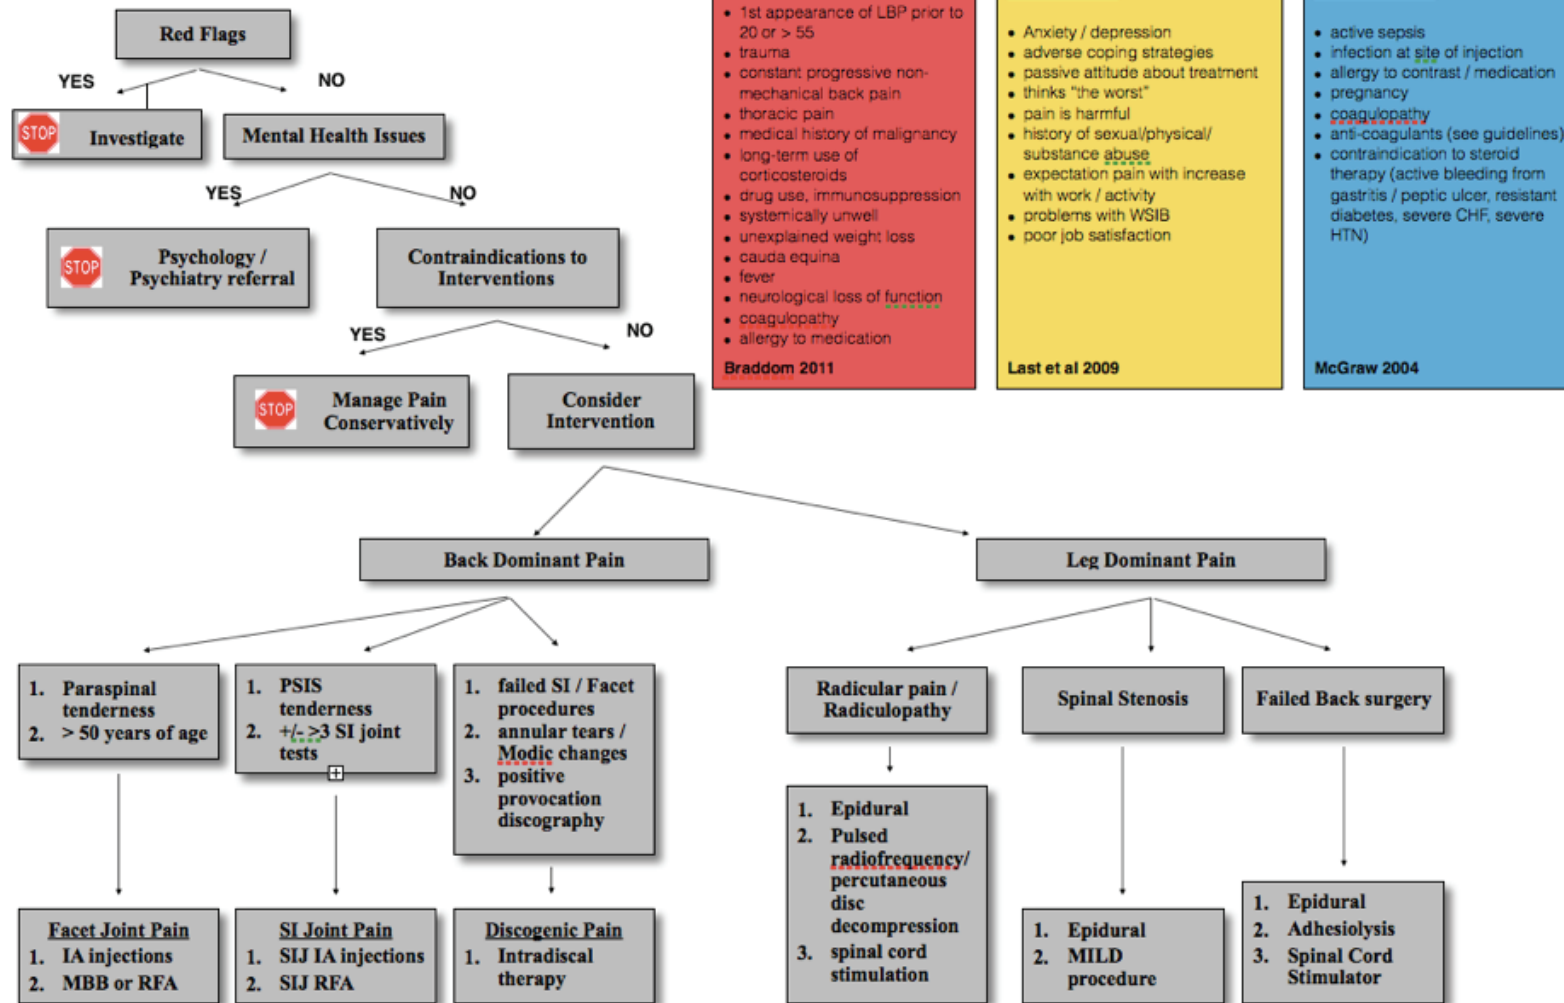 Red Flags
YES
NO
STOP
Investigate
Mental Health Issues
YES
NO
STOP
Psychology /
Psychiatry referral
Contraindications to
Interventions
YES
NO
STOP
Manage Pain
Conservatively
Consider
Intervention
• 1st appearance of LBP prior to
20 or > 55
• trauma
• constant progressive non-
mechanical back pain
• thoracic pain
• medical history of malignancy
• long-term use of
corticosteroids
• drug use, immunosuppression
• systemically unwell
• unexplained weight loss
• cauda equina
• fever
• neurological loss of function
• coagulopathy
• allergy to medication
Braddom 2011
• Anxiety / depression
• adverse coping strategies
• passive attitude about treatment
• thinks "the worst"
• pain is harmful
• history of sexual/physical/
substance abuse
• expectation pain with increase
with work / activity
• problems with WSIB
• poor job satisfaction
Last et al 2009
• active sepsis
• infection at site of injection
• allergy to contrast / medication
• pregnancy
• coagulopathy
• anti-coagulants (see guidelines)
• contraindication to steroid
therapy (active bleeding from
gastritis / peptic ulcer, resistant
diabetes, severe CHF, severe
HTN)
McGraw 2004
Back Dominant Pain
Leg Dominant Pain
1. Paraspinal
tenderness
2. > 50 years of age
1. PSIS
tenderness
2. +/- >3 SI joint
tests
1. failed SI / Facet
procedures
2. annular tears /
Modic changes
3. positive
provocation
discography
Radicular pain /
Radiculopathy
Spinal Stenosis
Failed Back surgery
Facet Joint Pain
1. IA injections
2. MBB or RFA
SI Joint Pain
1. SIJ IA injections
2. SIJ RFA
Discogenic Pain
1. Intradiscal
therapy
1. Epidural
2. Pulsed
radiofrequency/
percutaneous
disc
decompression
3. spinal cord
stimulation
1. Epidural
2. MILD
procedure
1. Epidural
2. Adhesiolysis
3. Spinal Cord
Stimulator